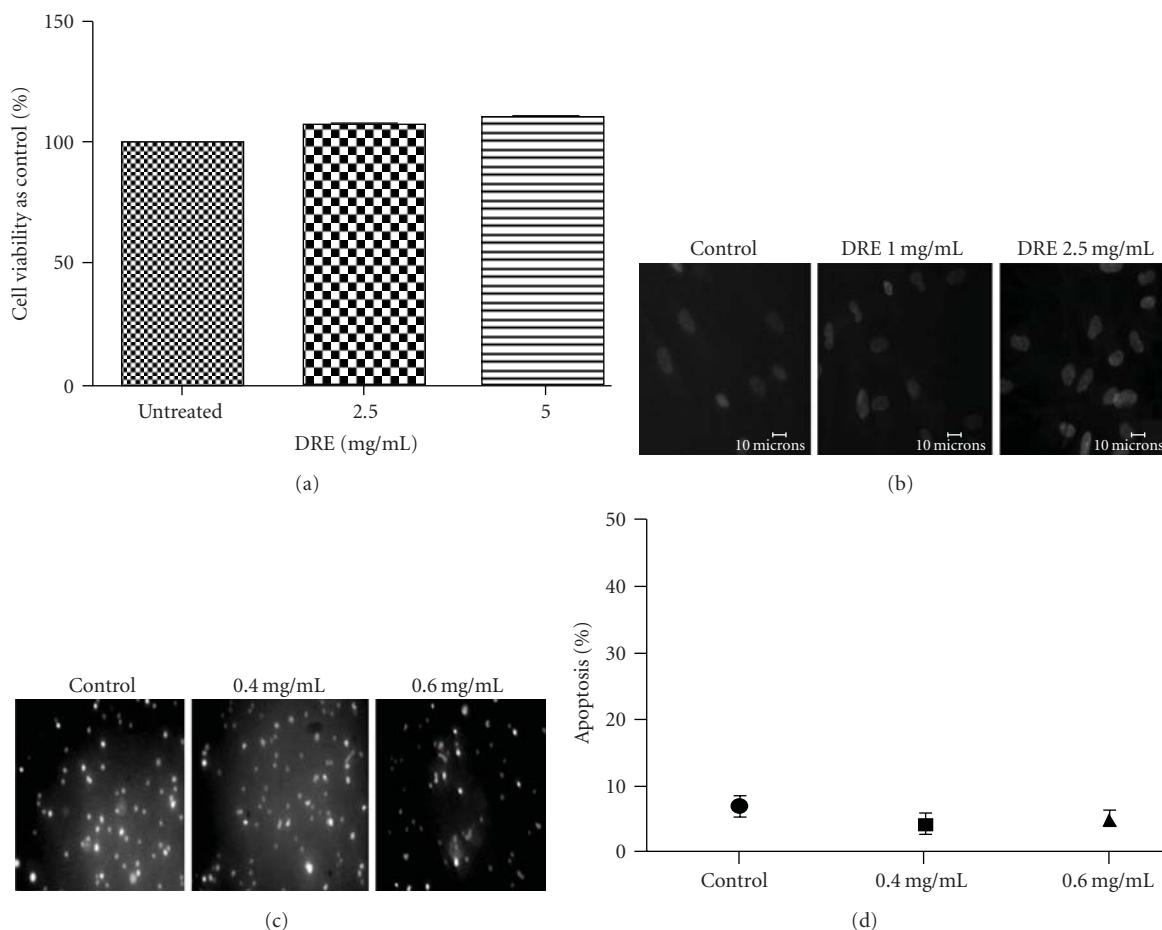 150
100
50
0
Cell viability as control (%)
Untreated
2.5
5
DRE (mg/mL)
(a)
Control
DRE 1 mg/mL
DRE 2.5 mg/mL
10 microns
10 microns
10 microns
(b)
Control
0.4 mg/mL
0.6 mg/mL
(c)
50
40
30
20
10
0
Apoptosis (%)
Control
0.4 mg/mL
0.6 mg/mL
(d)